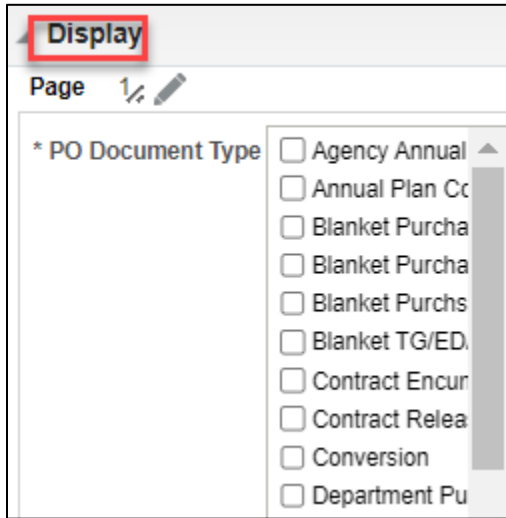 Display
Page 1
* PO Document Type
Agency Annual
Annual Plan Co
Blanket Purcha
Blanket Purcha
Blanket Purchs
Blanket TG/ED/
Contract Encum
Contract Relea
Conversion
Department Pu